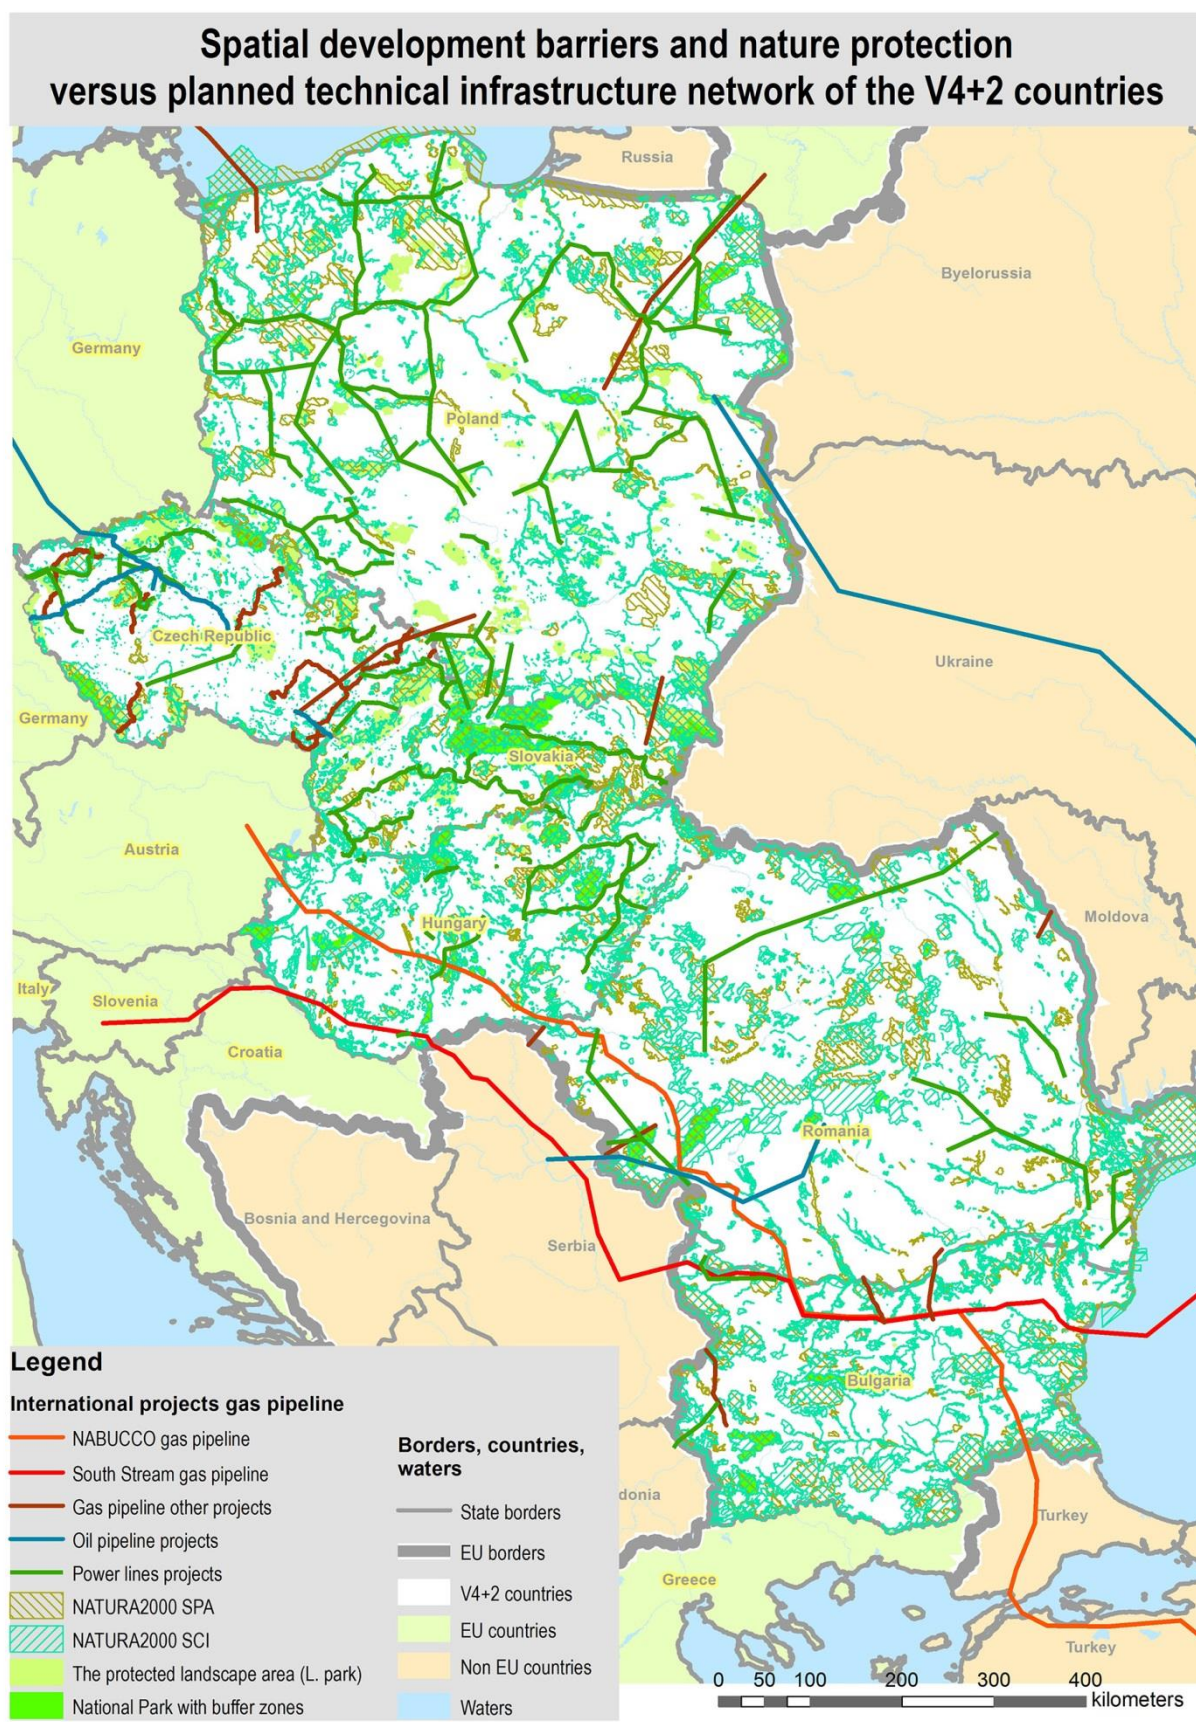 Spatial development barriers and nature protection
versus planned technical infrastructure network of the V4+2 countries
Russia
Byelorussia
Germany
Poland
Czech Republic
Ukraine
Germany
Slovakia
Austria
Moldova
Hungary
Italy
Slovenia
Croatia
Romania
Bosnia and Hercegovina
Serbia
Bulgaria
donia
Turkey
Greece
Turkey
Legend
International projects gas pipeline
NABUCCO gas pipeline
South Stream gas pipeline
Gas pipeline other projects
Oil pipeline projects
Power lines projects
NATURA2000 SPA
NATURA2000 SCI
The protected landscape area (L. park)
National Park with buffer zones
Borders, countries,
waters
State borders
EU borders
V4+2 countries
EU countries
Non EU countries
Waters
0 50 100 200 300 400
kilometers